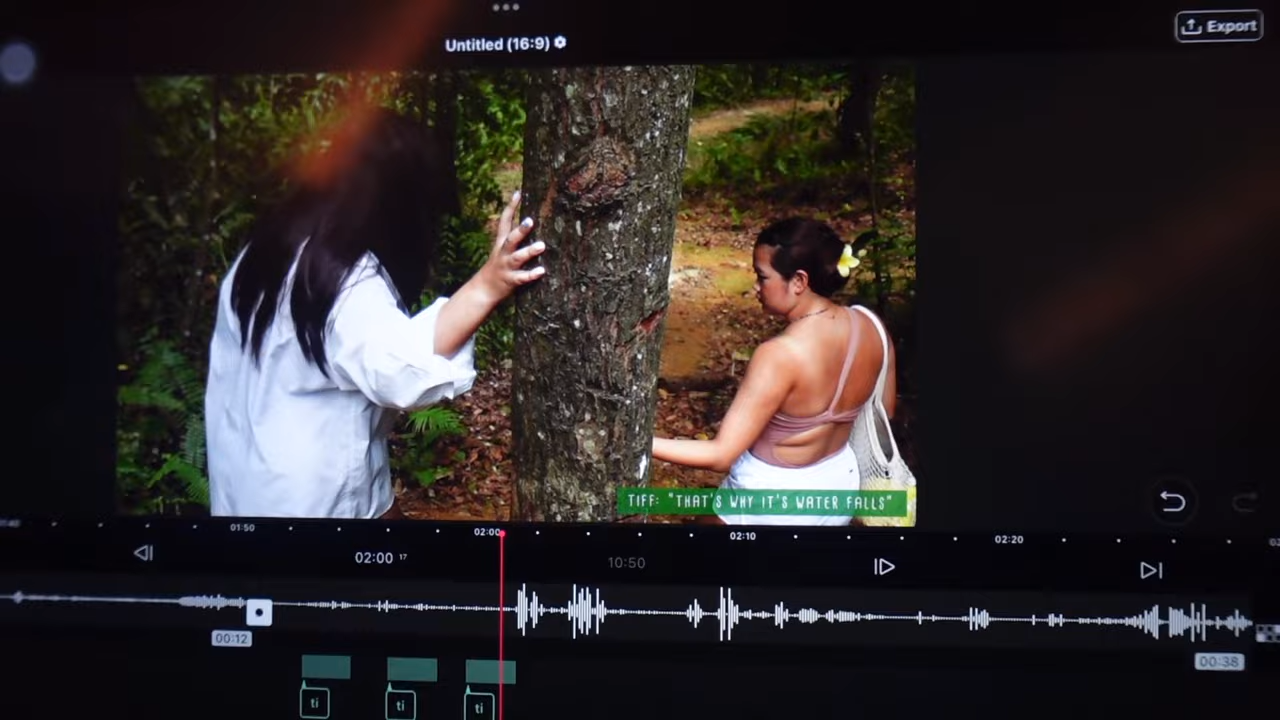 Untitled (16:9)
Export
TIFF: "THAT'S WHY IT'S WATER FALLS"
01:50
02:00
02:10
02:20
02:00 17
10:50
00:12
00:38
ti
ti
ti